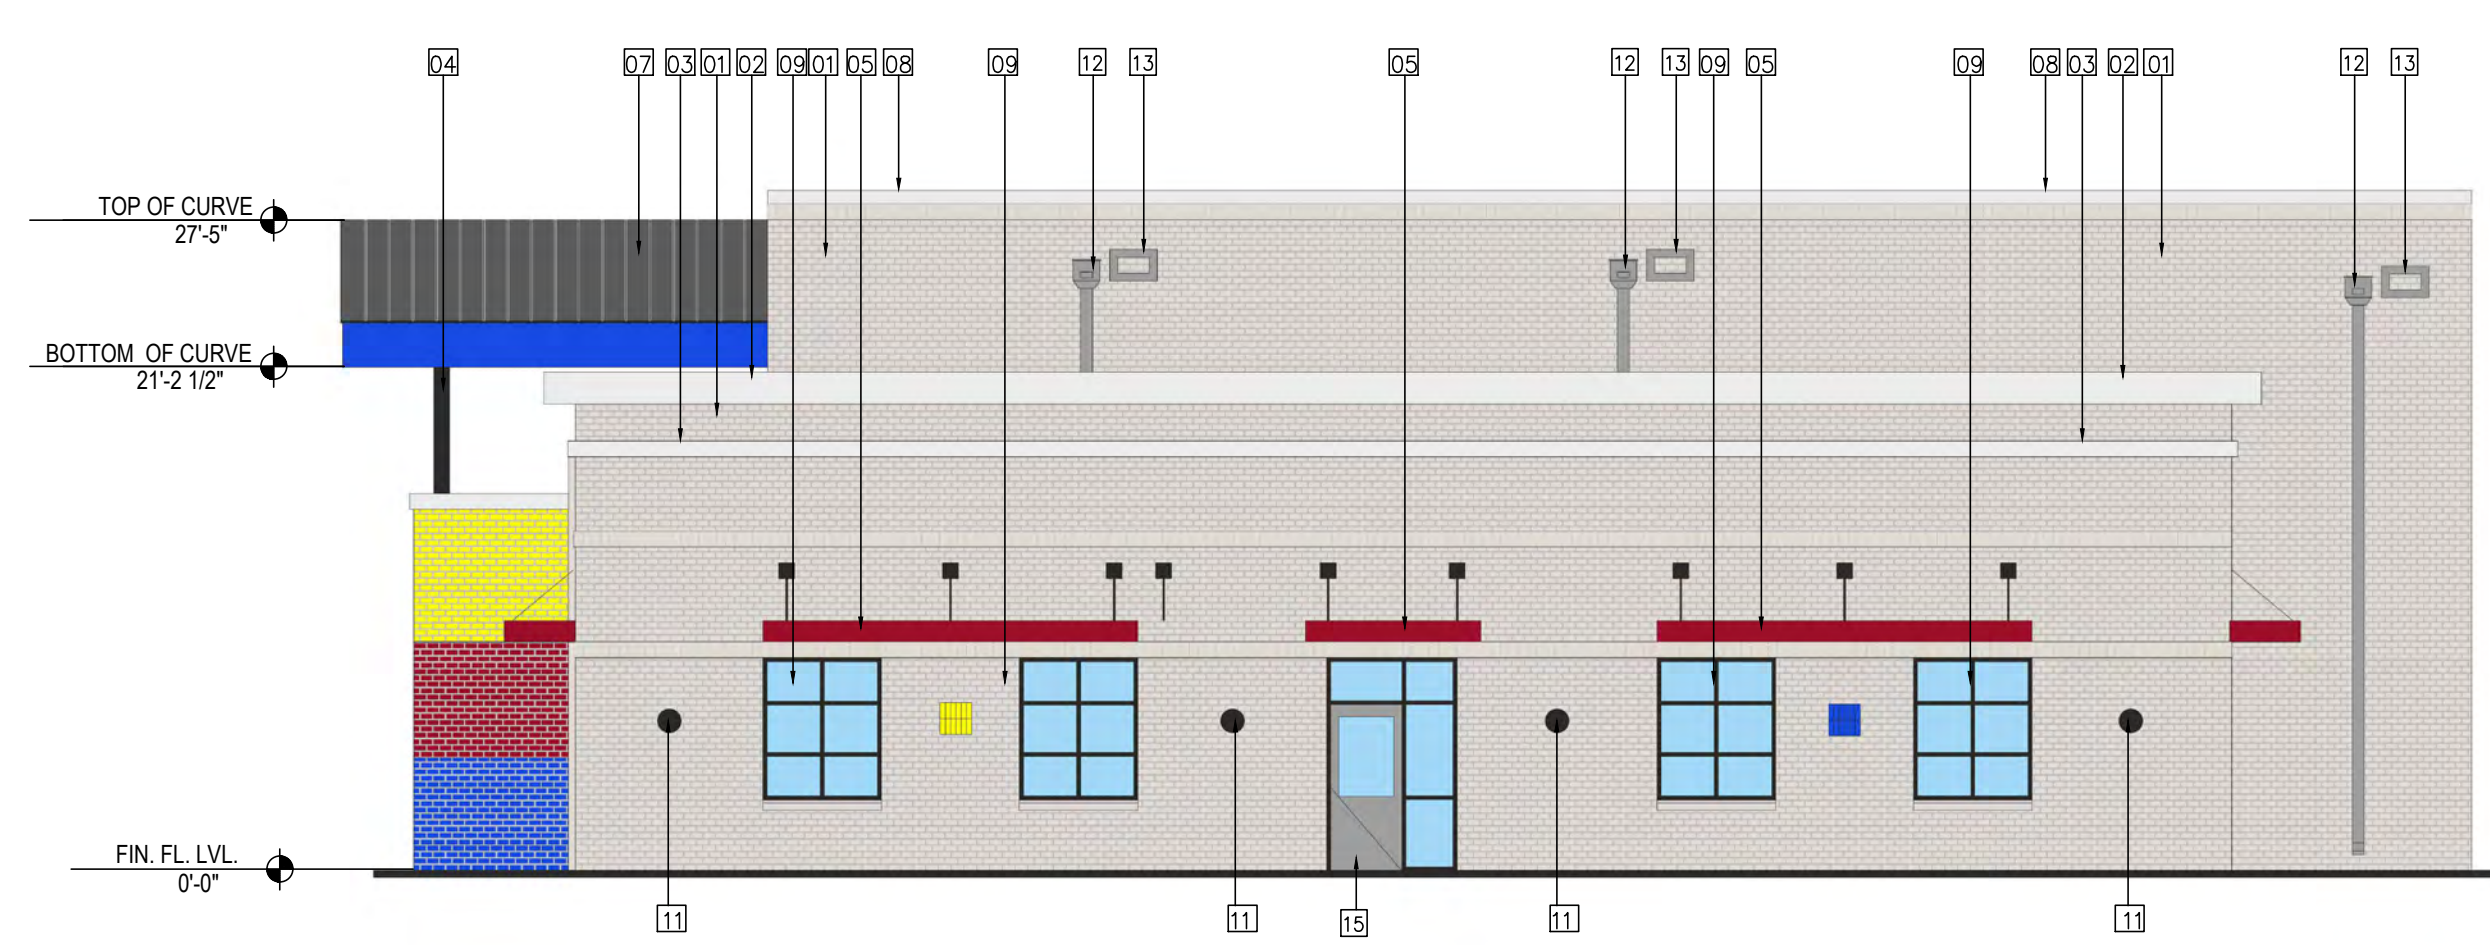 04 07 03 01 02 09 01 05 08 09 12 13 05 12 13 09 05 09 08 03 02 01 12 13
TOP OF CURVE
27'-5"
BOTTOM OF CURVE
21'-2 1/2"
FIN. FL. LVL.
0'-0"
11 11 15 11 11